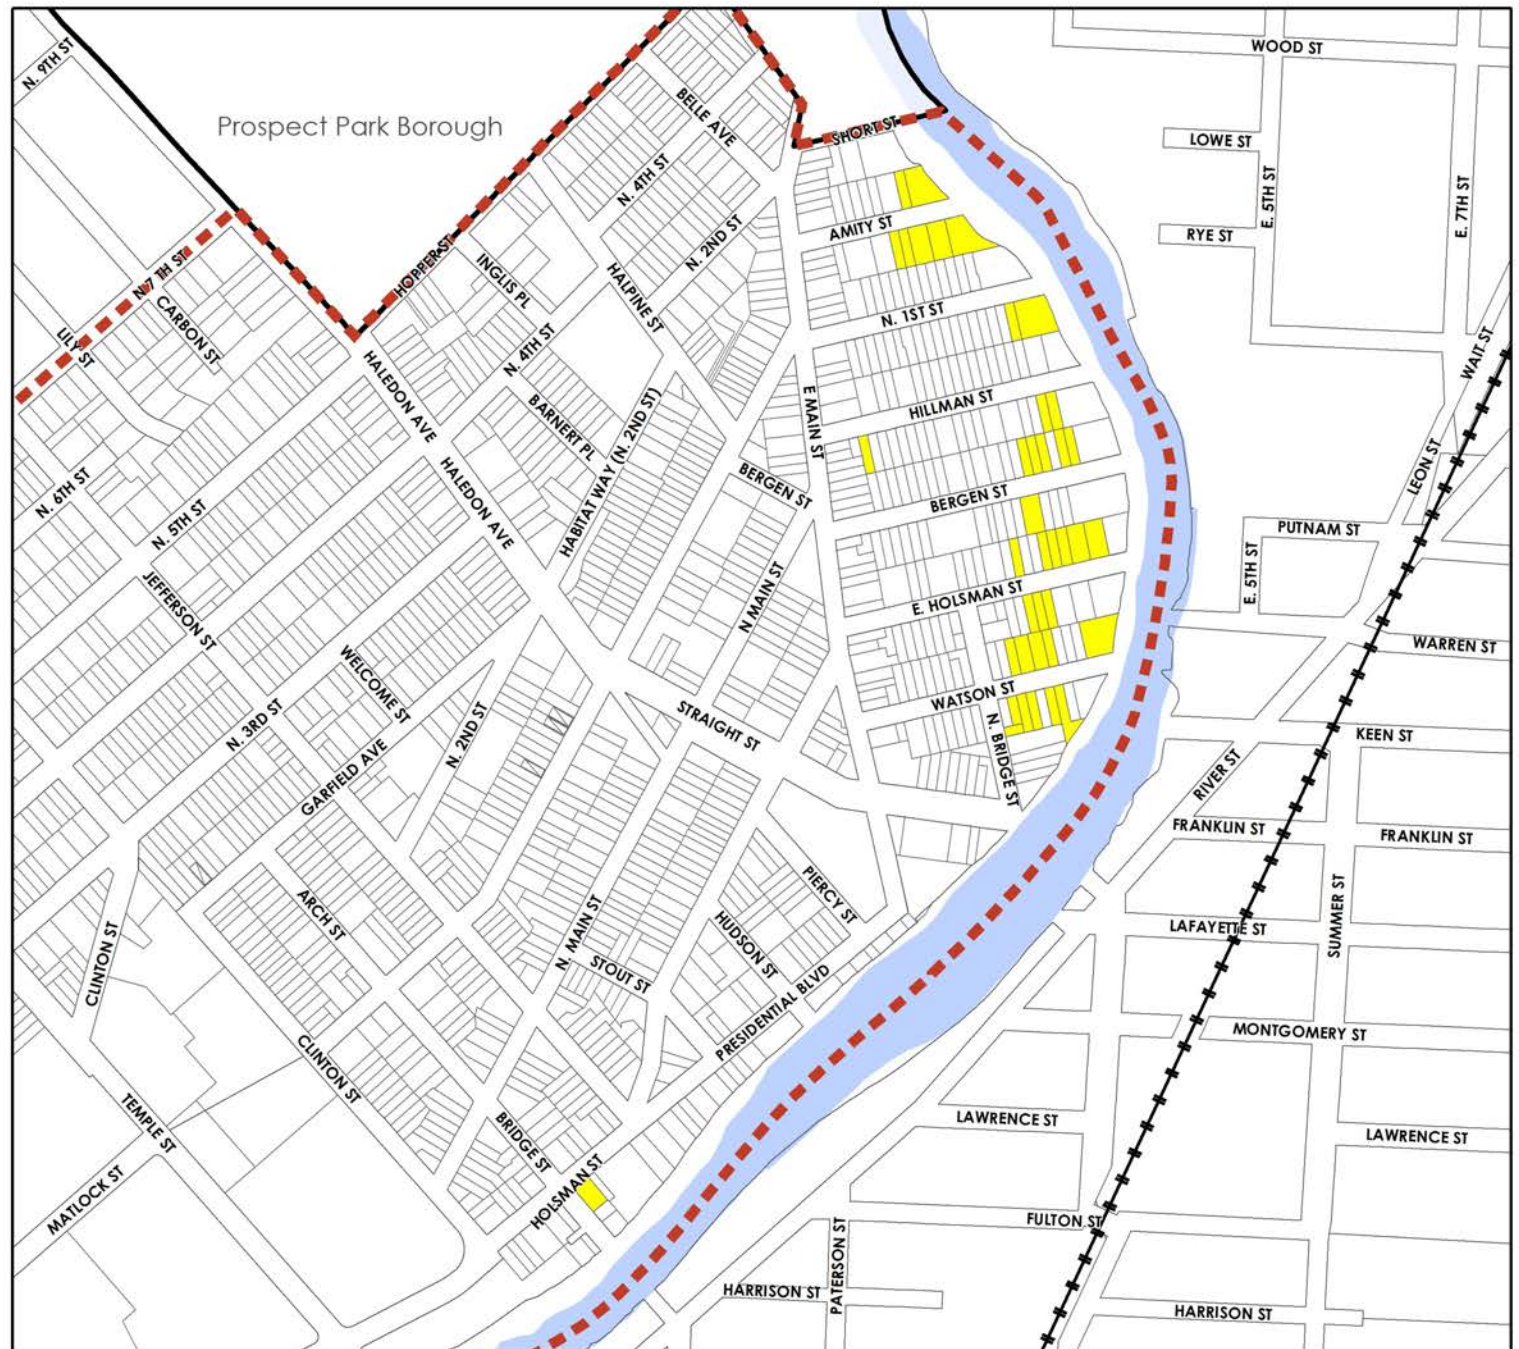 N. 9TH ST
Prospect Park Borough
BELLE AVE
SHORT ST
WOOD ST
LOWE ST
E. 5TH ST
E. 7TH ST
RYE ST
N. 4TH ST
AMITY ST
N. 2ND ST
HOPPER ST
INGLIS PL
N 7 TH ST
CARBON ST
LILY ST
HALPINE ST
N. 1ST ST
N. 4TH ST
HALEDON AVE
WAIT ST
BARNERT PL
HABITAT WAY (N. 2ND ST)
E MAIN ST
HILLMAN ST
LEON ST
N. 6TH ST
N. 5TH ST
HALEDON AVE
BERGEN ST
BERGEN ST
PUTNAM ST
E. 5TH ST
JEFFERSON ST
N MAIN ST
E. HOLSMAN ST
WARREN ST
WELCOME ST
N. 3RD ST
N. 2ND ST
STRAIGHT ST
WATSON ST
N. BRIDGE ST
KEEN ST
RIVER ST
GARFIELD AVE
FRANKLIN ST
FRANKLIN ST
ARCH ST
PIERCY ST
SUMMER ST
CLINTON ST
N. MAIN ST
HUDSON ST
LAFAYETTE ST
STOUT ST
PRESIDENTIAL BLVD
MONTGOMERY ST
CLINTON ST
TEMPLE ST
BRIDGE ST
LAWRENCE ST
LAWRENCE ST
MATLOCK ST
HOLSMAN ST
FULTON ST
PATERSON ST
HARRISON ST
HARRISON ST